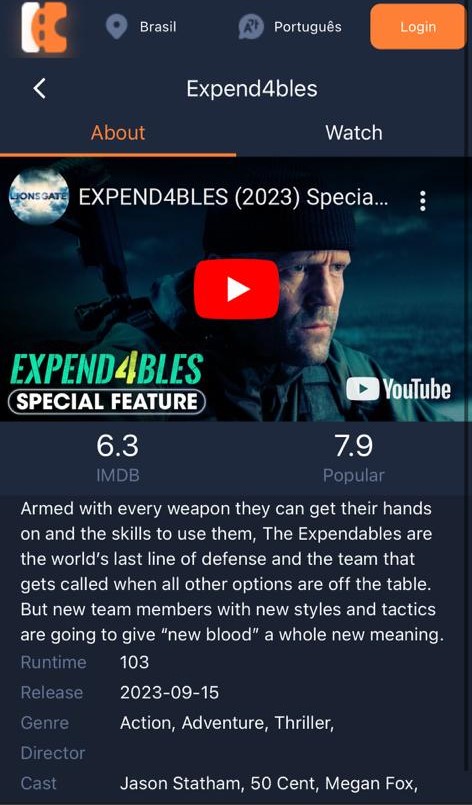 Brasil
Português
Login
Expend4bles
About
Watch
LIONSGATE
EXPEND4BLES (2023) Specia...
EXPEND4BLES
SPECIAL FEATURE
YouTube
6.3
7.9
IMDB
Popular
Armed with every weapon they can get their hands
on and the skills to use them, The Expendables are
the world’s last line of defense and the team that
gets called when all other options are off the table.
But new team members with new styles and tactics
are going to give “new blood” a whole new meaning.
Runtime 103
Release 2023-09-15
Genre Action, Adventure, Thriller,
Director
Cast Jason Statham, 50 Cent, Megan Fox,